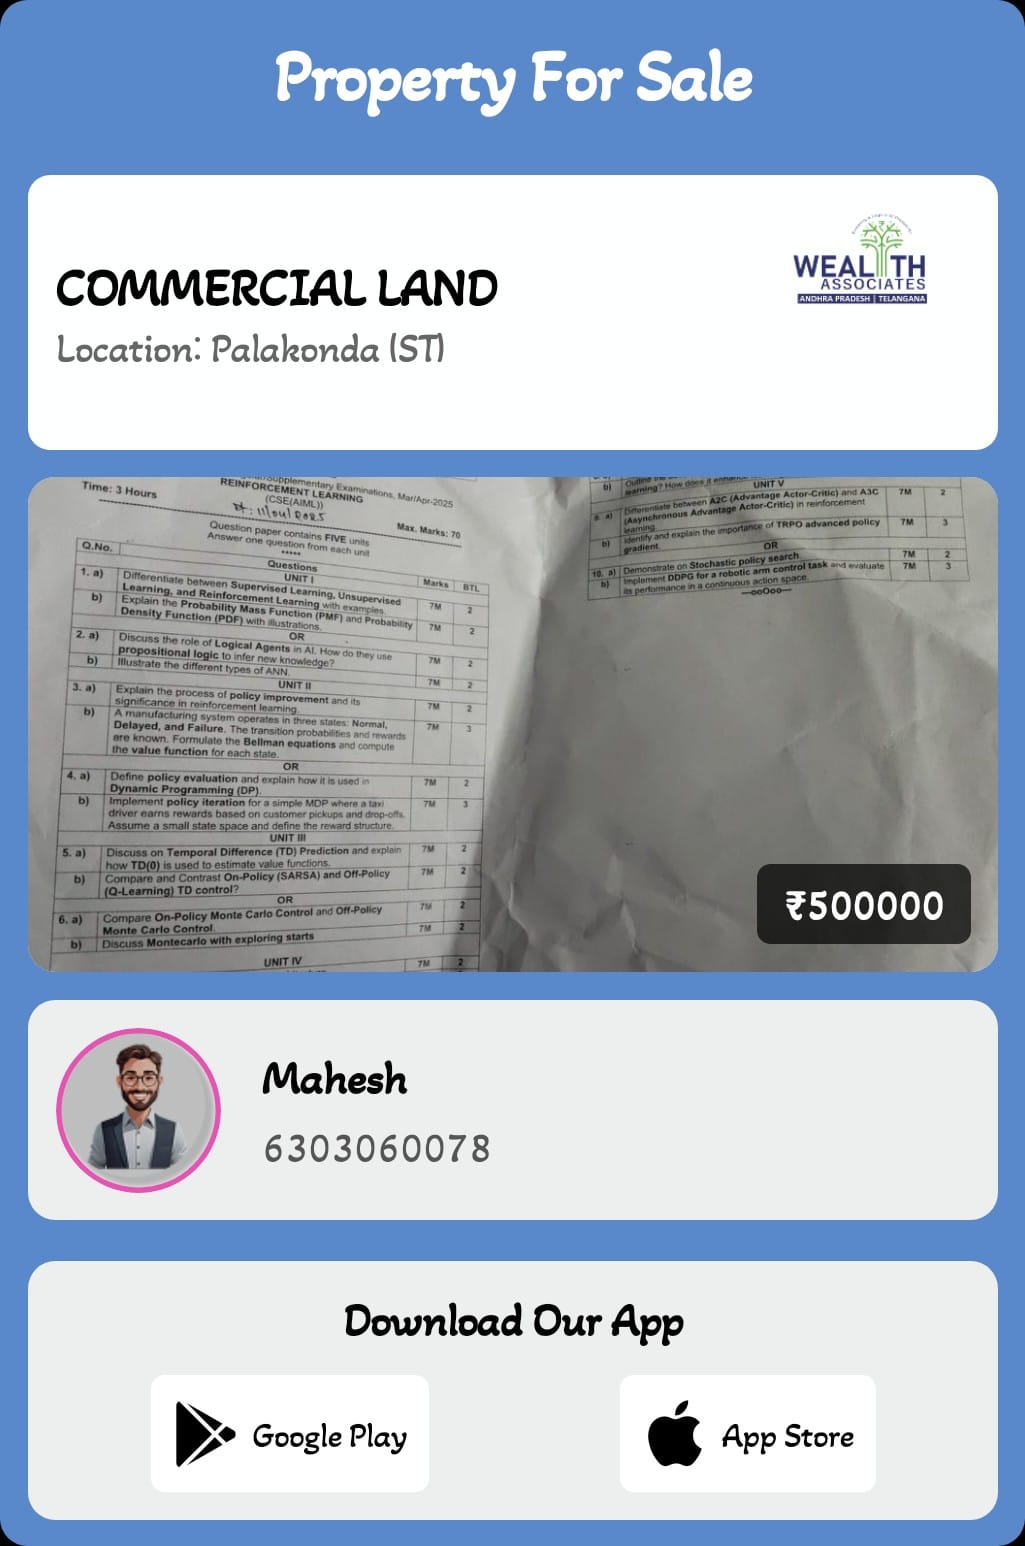 Property For Sale
COMMERCIAL LAND
Location: Palakonda (ST)
WEALTH
ASSOCIATES
ANDHRA PRADESH | TELANGANA
Supplementary Examinations, Mar/Apr-2025
Time: 3 Hours
REINFORCEMENT LEARNING
(CSE(AIML))
Max. Marks: 70
Question paper contains FIVE units
Answer one question from each unit
*****
Q.No.
Questions
Marks BTL
UNIT I
1. a) Differentiate between Supervised Learning, Unsupervised
Learning, and Reinforcement Learning with examples. 7M 2
b) Explain the Probability Mass Function (PMF) and Probability
Density Function (PDF) with illustrations. 7M 2
OR
2. a) Discuss the role of Logical Agents in AI. How do they use
propositional logic to infer new knowledge? 7M 2
b) Illustrate the different types of ANN. 7M 2
UNIT II
3. a) Explain the process of policy improvement and its
significance in reinforcement learning. 7M 2
b) A manufacturing system operates in three states: Normal,
Delayed, and Failure. The transition probabilities and rewards 7M 3
are known. Formulate the Bellman equations and compute
the value function for each state.
OR
4. a) Define policy evaluation and explain how it is used in 7M 2
Dynamic Programming (DP).
b) Implement policy iteration for a simple MDP where a taxi 7M 3
driver earns rewards based on customer pickups and drop-offs.
Assume a small state space and define the reward structure.
UNIT III
5. a) Discuss on Temporal Difference (TD) Prediction and explain 7M 2
how TD(0) is used to estimate value functions.
b) Compare and Contrast On-Policy (SARSA) and Off-Policy 7M 2
(Q-Learning) TD control?
OR
6. a) Compare On-Policy Monte Carlo Control and Off-Policy 7M 2
Monte Carlo Control.
b) Discuss Montecarlo with exploring starts 7M 2
UNIT IV
7M 2
b) Outline the
learning? How does it
UNIT V
a) Differentiate between A2C (Advantage Actor-Critic) and A3C 7M 2
(Asynchronous Advantage Actor-Critic) in reinforcement
learning.
b) Identify and explain the importance of TRPO advanced policy 7M 3
gradient.
OR
10. a) Demonstrate on Stochastic policy search 7M 2
b) Implement DDPG for a robotic arm control task and evaluate 7M 3
its performance in a continuous action space.
—ooOoo—
₹500000
Mahesh
6303060078
Download Our App
Google Play
App Store